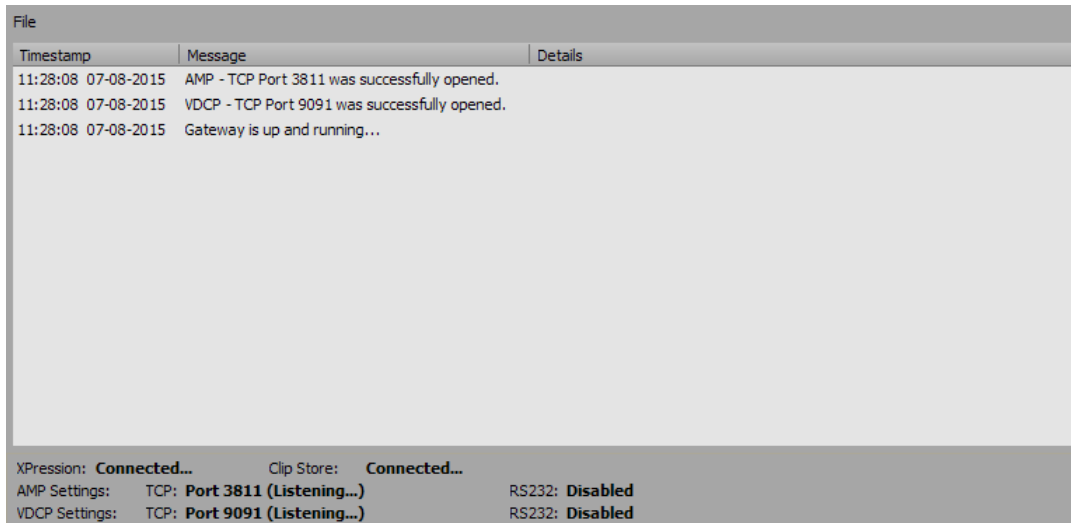 File
Timestamp Message Details
11:28:08 07-08-2015 AMP - TCP Port 3811 was successfully opened.
11:28:08 07-08-2015 VDCP - TCP Port 9091 was successfully opened.
11:28:08 07-08-2015 Gateway is up and running...
XPression: Connected... Clip Store: Connected...
AMP Settings: TCP: Port 3811 (Listening...) RS232: Disabled
VDCP Settings: TCP: Port 9091 (Listening...) RS232: Disabled